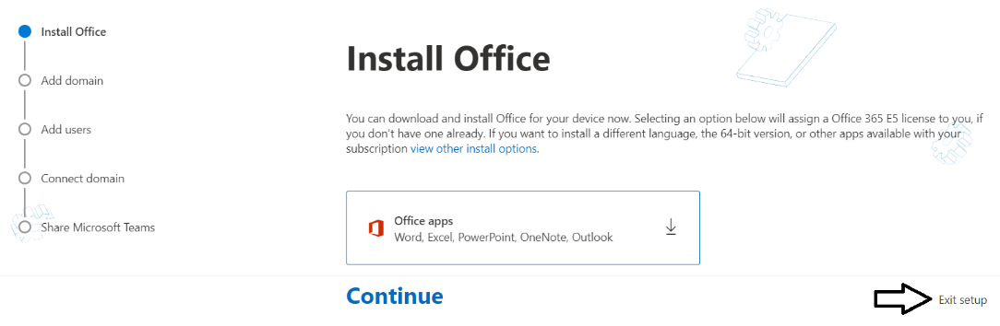 Install Office
Add domain
Add users
Connect domain
Share Microsoft Teams
Install Office
You can download and install Office for your device now. Selecting an option below will assign a Office 365 E5 license to you, if
you don't have one already. If you want to install a different language, the 64-bit version, or other apps available with your
subscription view other install options.
Office apps
Word, Excel, PowerPoint, OneNote, Outlook
Continue
Exit setup